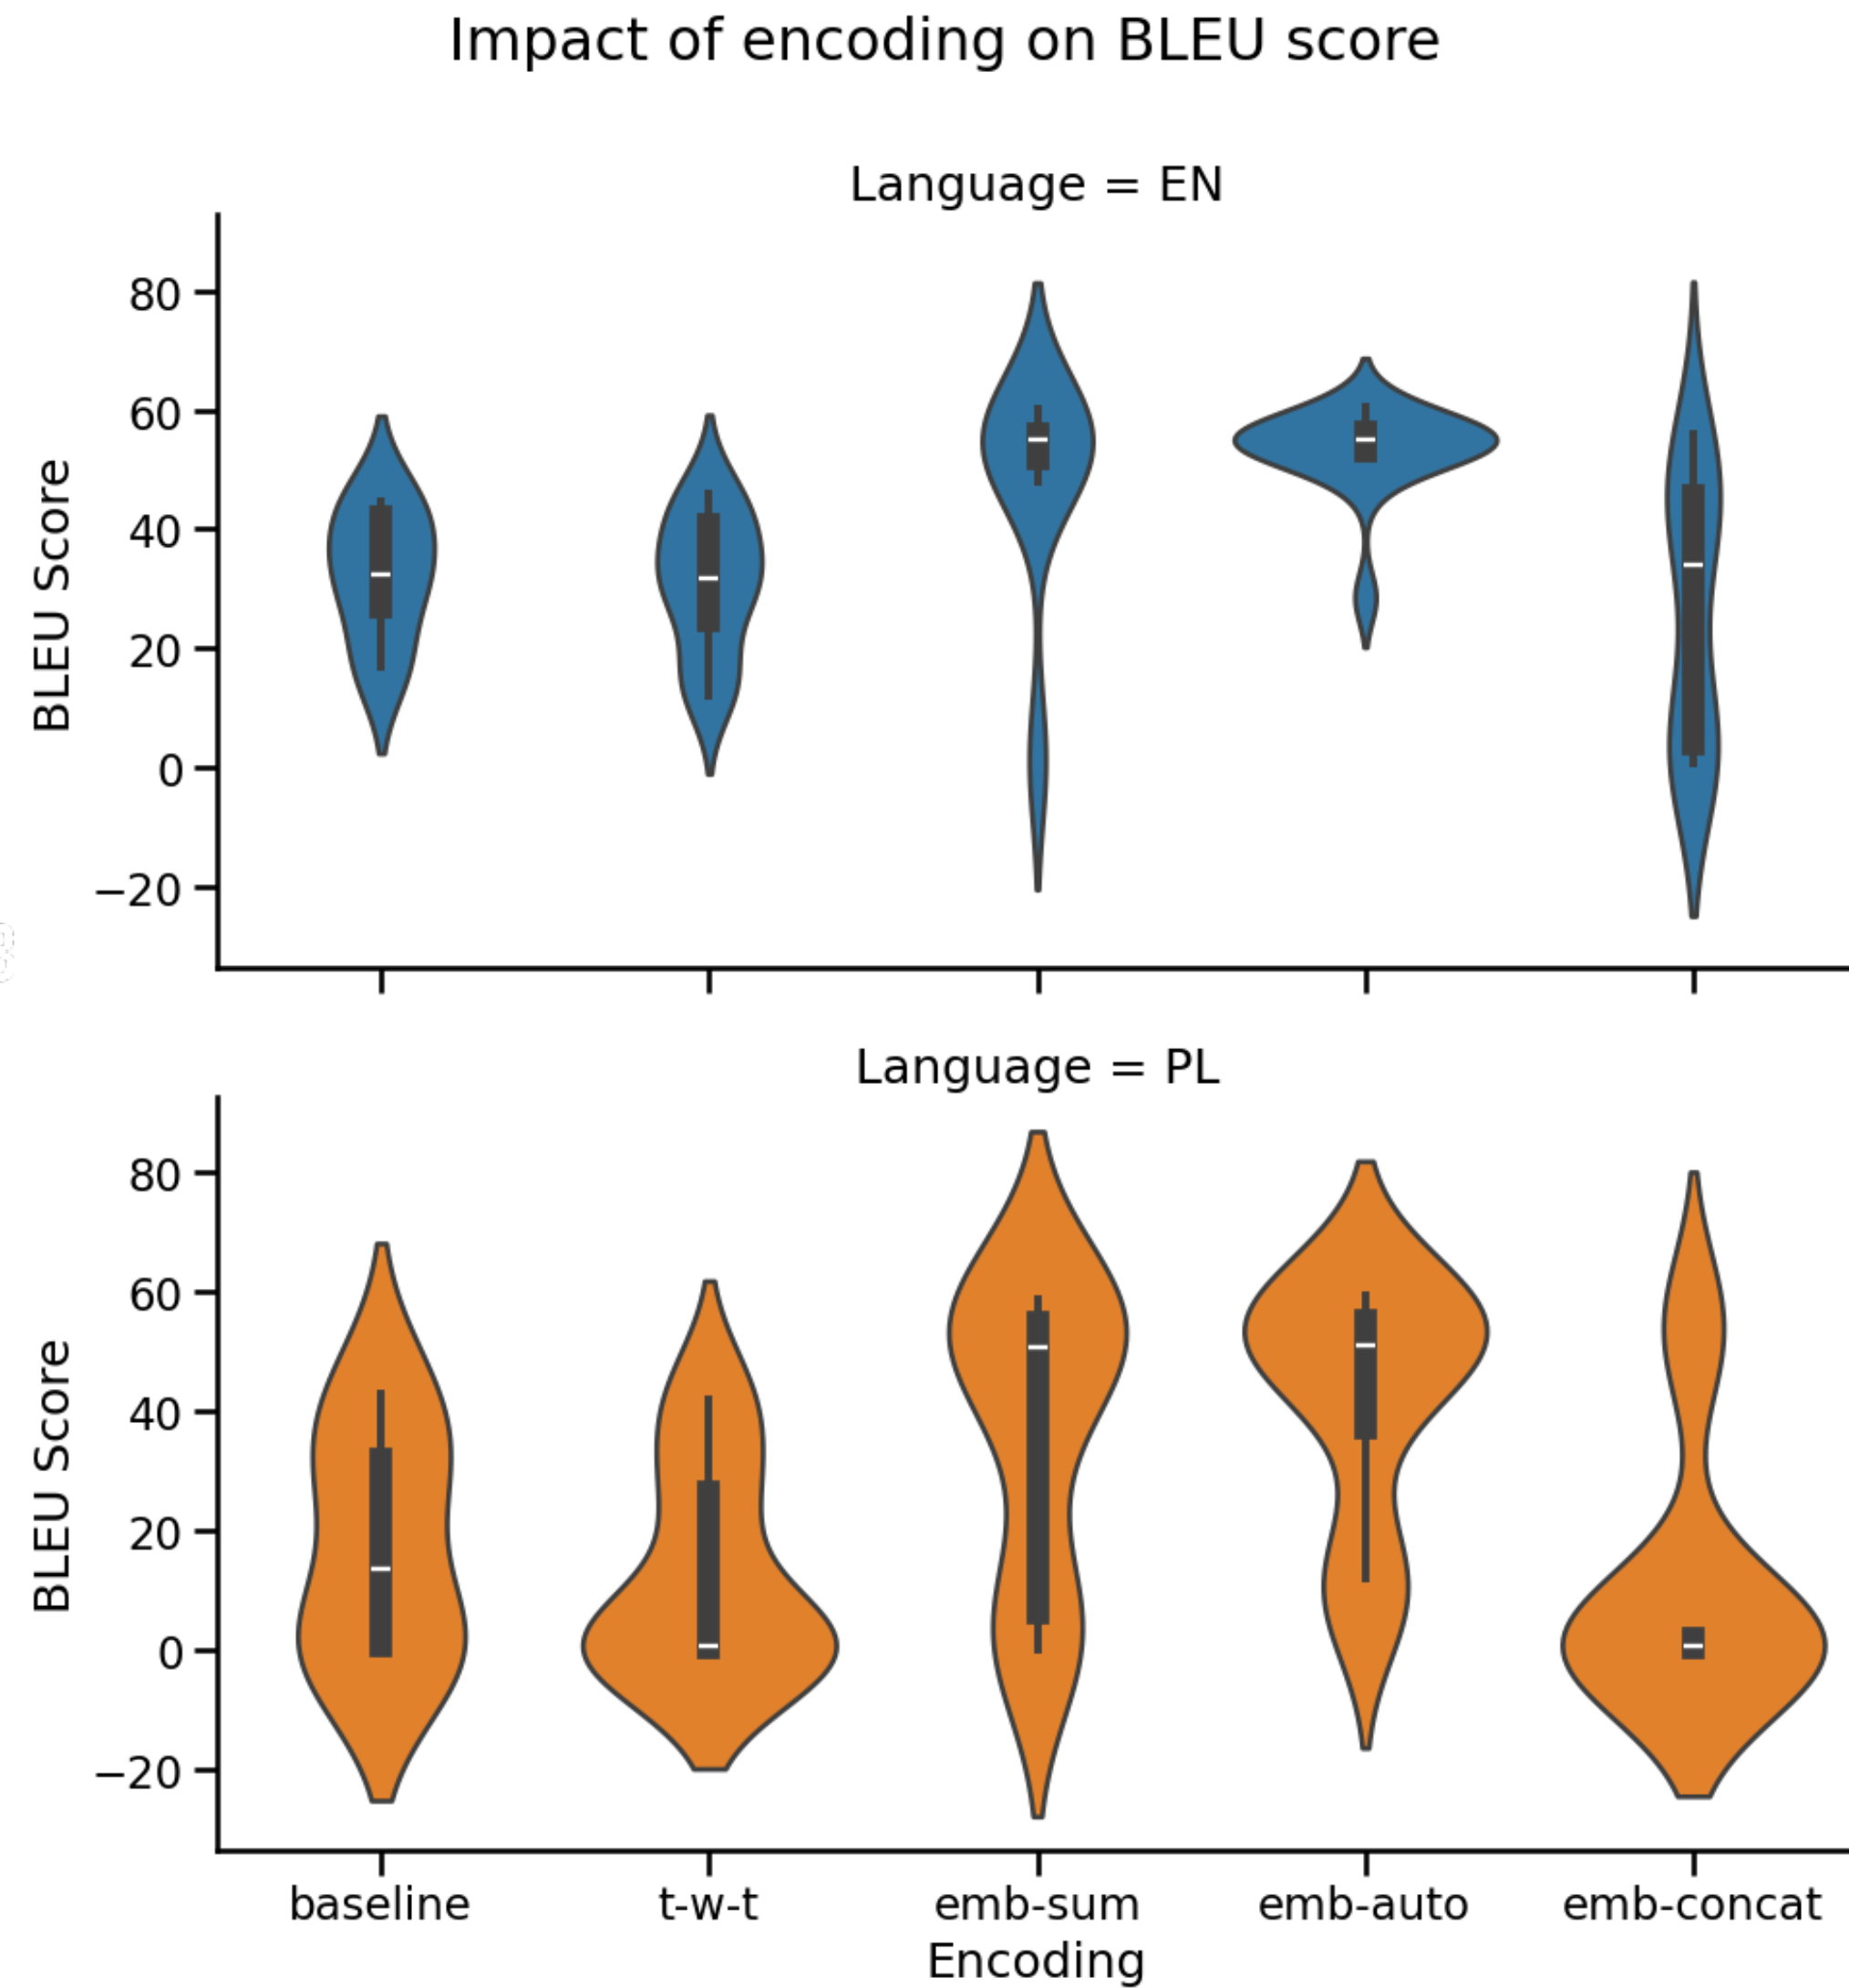 Impact of encoding on BLEU score
Language = EN
BLEU Score
80
60
40
20
0
−20
Language = PL
BLEU Score
80
60
40
20
0
−20
baseline t-w-t emb-sum emb-auto emb-concat
Encoding